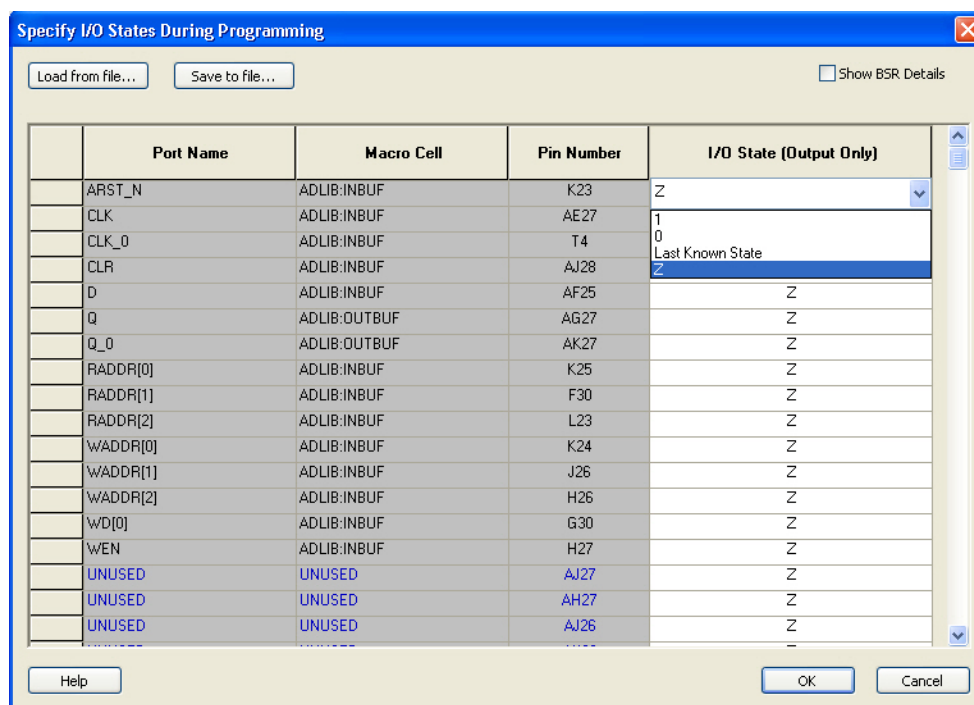 Specify I/O States During Programming
Load from file... Save to file... Show BSR Details
Port Name Macro Cell Pin Number I/O State (Output Only)
ARST_N ADLIB:INBUF K23 Z
CLK ADLIB:INBUF AE27 1
CLK_0 ADLIB:INBUF T4 0
Last Known State
CLR ADLIB:INBUF AJ28 Z
D ADLIB:INBUF AF25 Z
Q ADLIB:OUTBUF AG27 Z
Q_0 ADLIB:OUTBUF AK27 Z
RADDR[0] ADLIB:INBUF K25 Z
RADDR[1] ADLIB:INBUF F30 Z
RADDR[2] ADLIB:INBUF L23 Z
WADDR[0] ADLIB:INBUF K24 Z
WADDR[1] ADLIB:INBUF J26 Z
WADDR[2] ADLIB:INBUF H26 Z
WD[0] ADLIB:INBUF G30 Z
WEN ADLIB:INBUF H27 Z
UNUSED UNUSED AJ27 Z
UNUSED UNUSED AH27 Z
UNUSED UNUSED AJ26 Z
Help OK Cancel